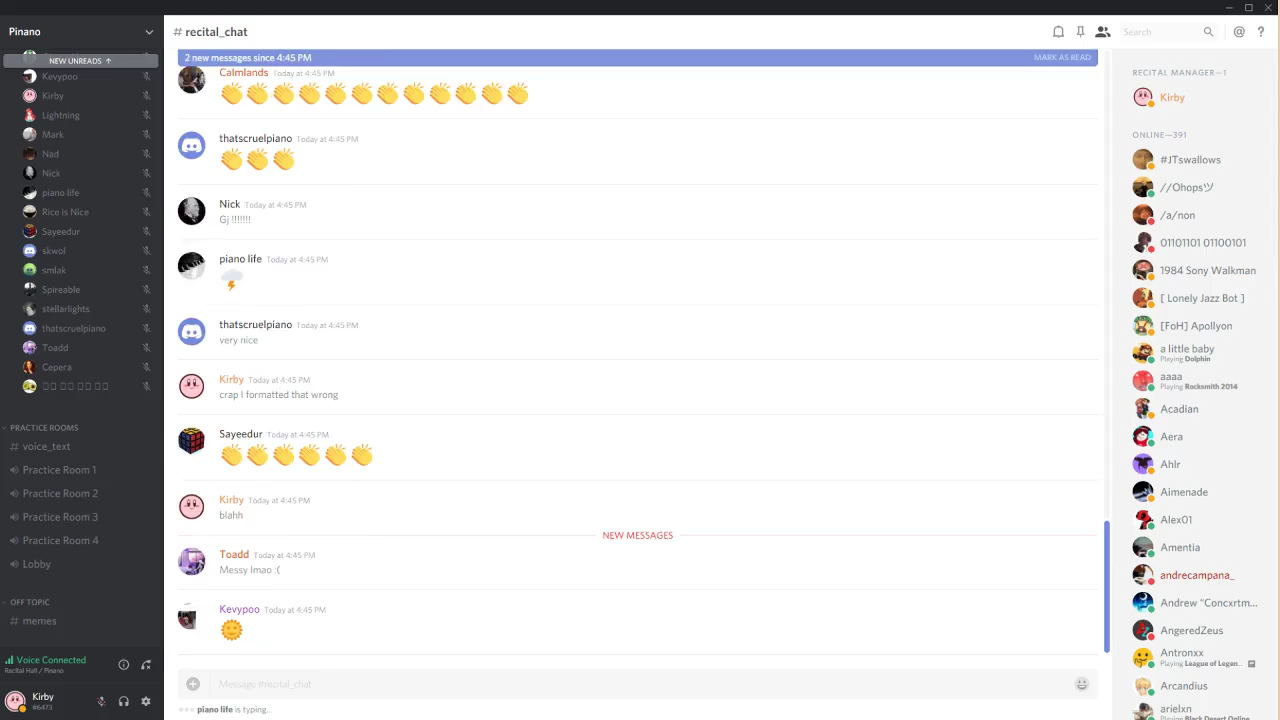 Pinano
NEW UNREADS ↑
Kevypoo
Kirby
Lightning
Mark
Nad
Nick
piano life
Rice is Nice
Sayeedur
skwol
smlak
Spireable
stellarlights
thatscruelpiano
Toadd
Cepera
PRACTICE ROOMS
# voice_text
Practice Room 1
Practice Room 2
Practice Room 3
Practice Room 4
Lobby
OFF TOPIC
# memes
Voice Connected
Recital Hall / Pinano
Kirby
#6473
# recital_chat
Search
@ ?
2 new messages since 4:45 PM MARK AS READ
Calmlands Today at 4:45 PM
👏👏👏👏👏👏👏👏👏👏👏👏
thatscruelpiano Today at 4:45 PM
👏👏👏
Nick Today at 4:45 PM
Gj !!!!!!!
piano life Today at 4:45 PM
🌩
thatscruelpiano Today at 4:45 PM
very nice
Kirby Today at 4:45 PM
crap I formatted that wrong
Sayeedur Today at 4:45 PM
👏👏👏👏👏👏
Kirby Today at 4:45 PM
blahh
NEW MESSAGES
Toadd Today at 4:45 PM
Messy lmao :(
Kevypoo Today at 4:45 PM
🌞
Message #recital_chat
piano life is typing...
RECITAL MANAGER—1
Kirby
ONLINE—391
#JTswallows
//Ohopsツ
/a/non
01101101 01100101
1984 Sony Walkman
[ Lonely Jazz Bot ]
[FoH] Apollyon
a little baby
Playing Dolphin
aaaa
Playing Rocksmith 2014
Acadian
Aera
Ahlr
Aimenade
Alex01
Amentia
andrecampana_
Andrew "Concxrtm...
AngeredZeus
Antronxx
Playing League of Legen...
Arcandius
arielxn
Playing Black Desert Online